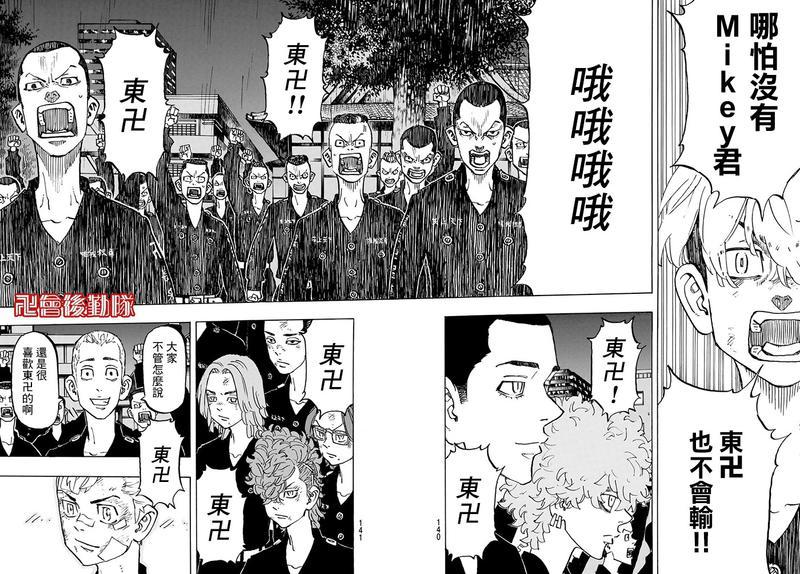 哪怕沒有
Mikey君
東卍
也不會輸!!
哦哦哦哦
東卍!!
東卍
東卍!
東卍
140
東卍
東卍
141
大家
不管怎麼說
還是很
喜歡東卍的啊
東卍
卍會後勤隊